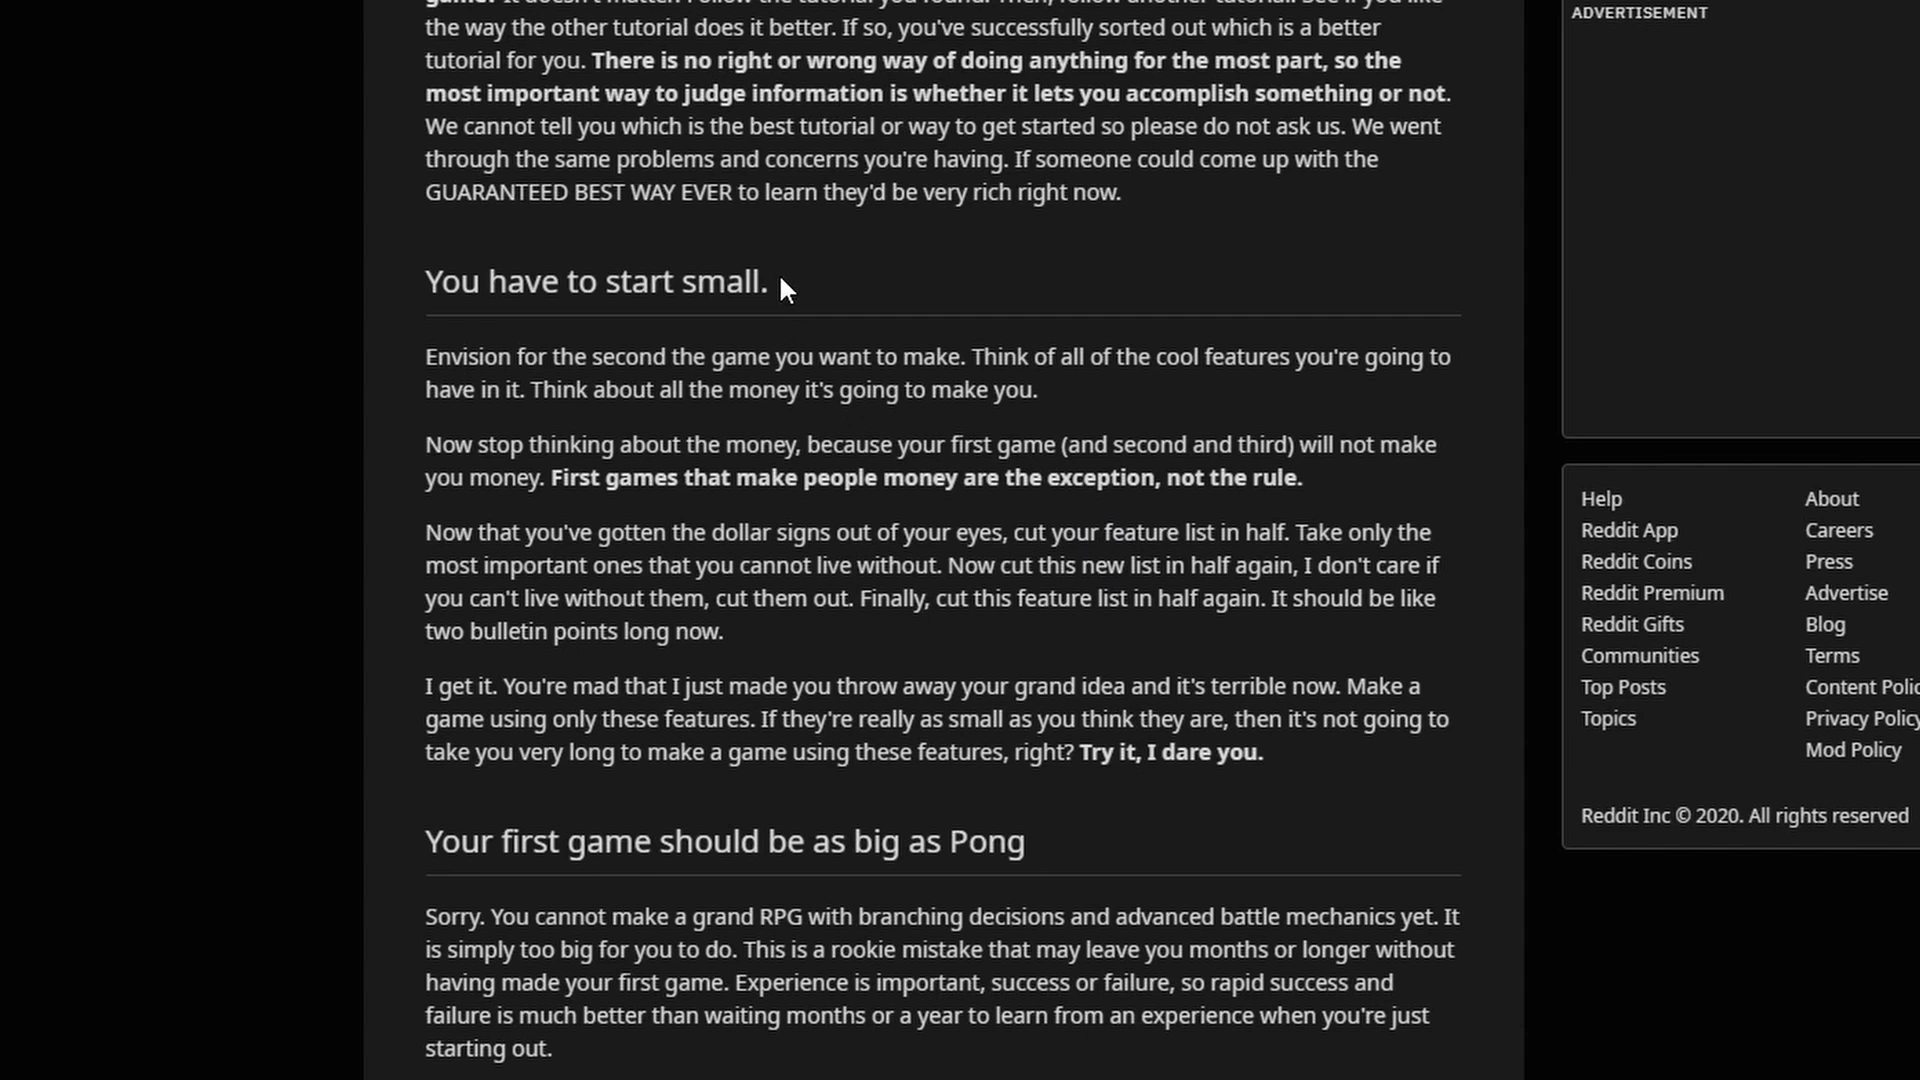 the way the other tutorial does it better. If so, you've successfully sorted out which is a better
tutorial for you. There is no right or wrong way of doing anything for the most part, so the
most important way to judge information is whether it lets you accomplish something or not.
We cannot tell you which is the best tutorial or way to get started so please do not ask us. We went
through the same problems and concerns you're having. If someone could come up with the
GUARANTEED BEST WAY EVER to learn they'd be very rich right now.
You have to start small.
Envision for the second the game you want to make. Think of all of the cool features you're going to
have in it. Think about all the money it's going to make you.
Now stop thinking about the money, because your first game (and second and third) will not make
you money. First games that make people money are the exception, not the rule.
Now that you've gotten the dollar signs out of your eyes, cut your feature list in half. Take only the
most important ones that you cannot live without. Now cut this new list in half again, I don't care if
you can't live without them, cut them out. Finally, cut this feature list in half again. It should be like
two bulletin points long now.
I get it. You're mad that I just made you throw away your grand idea and it's terrible now. Make a
game using only these features. If they're really as small as you think they are, then it's not going to
take you very long to make a game using these features, right? Try it, I dare you.
Your first game should be as big as Pong
Sorry. You cannot make a grand RPG with branching decisions and advanced battle mechanics yet. It
is simply too big for you to do. This is a rookie mistake that may leave you months or longer without
having made your first game. Experience is important, success or failure, so rapid success and
failure is much better than waiting months or a year to learn from an experience when you're just
starting out.
ADVERTISEMENT
Help
Reddit App
Reddit Coins
Reddit Premium
Reddit Gifts
Communities
Top Posts
Topics
About
Careers
Press
Advertise
Blog
Terms
Content Polic
Privacy Policy
Mod Policy
Reddit Inc © 2020. All rights reserved